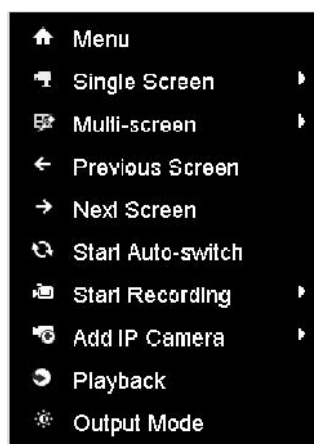 Menu
Single Screen
Multi-screen
Previous Screen
Next Screen
Start Auto-switch
Start Recording
Add IP Camera
Playback
Output Mode